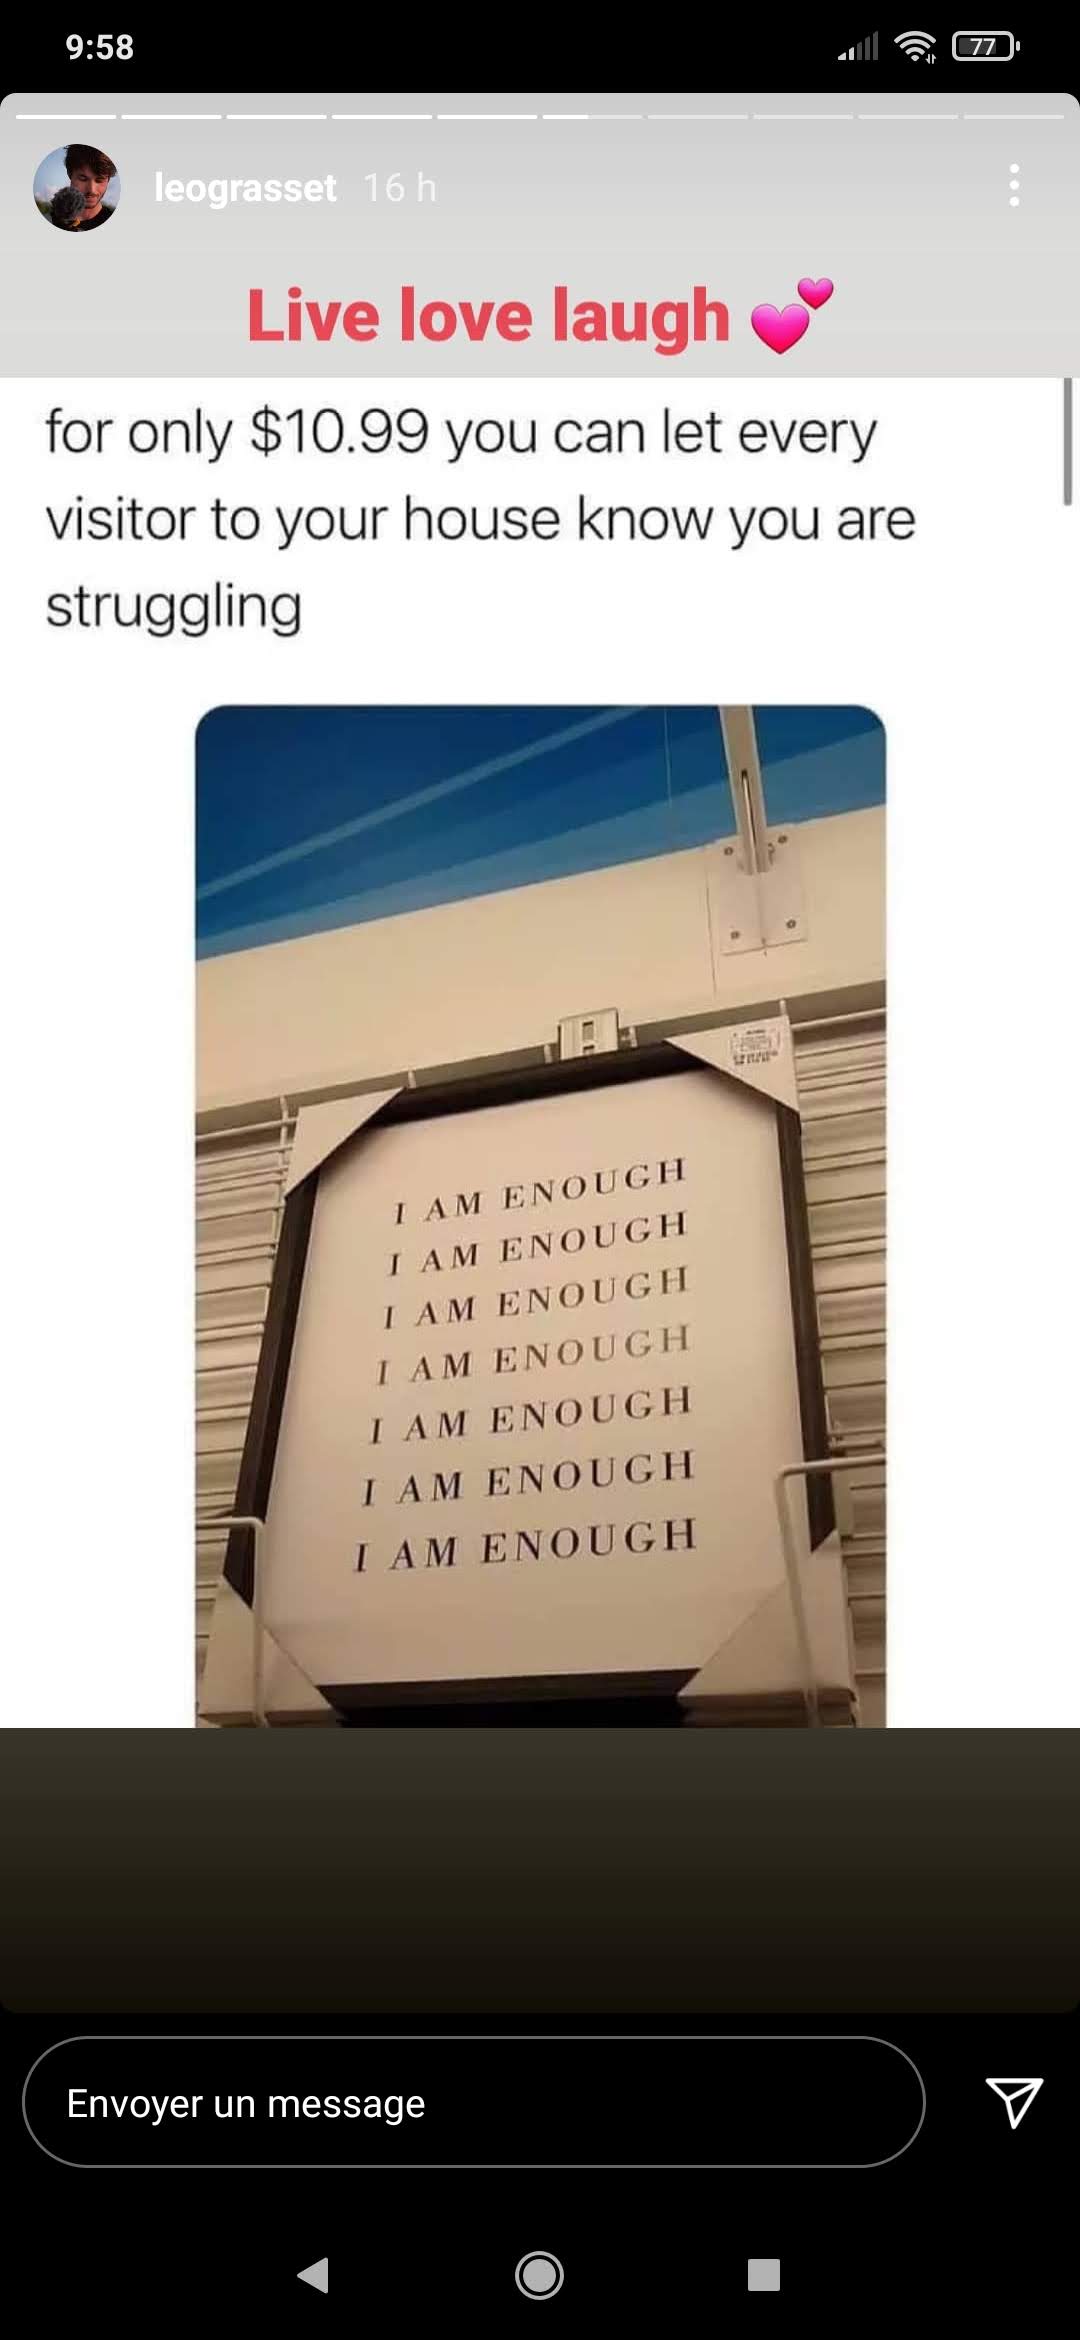 9:58
77
leograsset 16 h
Live love laugh 💕
for only $10.99 you can let every
visitor to your house know you are
struggling
I AM ENOUGH
I AM ENOUGH
I AM ENOUGH
I AM ENOUGH
I AM ENOUGH
I AM ENOUGH
I AM ENOUGH
Envoyer un message